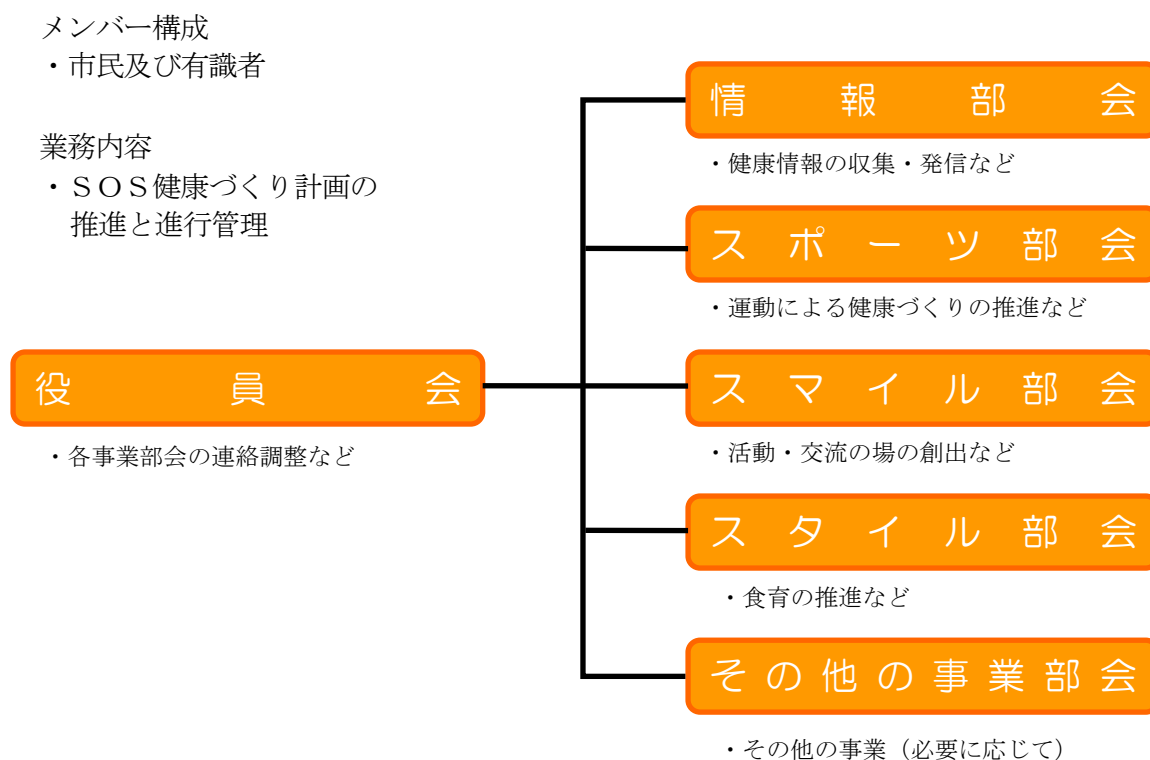 メンバー構成
・市民及び有識者
業務内容
・ＳＯＳ健康づくり計画の
推進と進行管理
役員会
・各事業部会の連絡調整など
情報部会
・健康情報の収集・発信など
スポーツ部会
・運動による健康づくりの推進など
スマイル部会
・活動・交流の場の創出など
スタイル部会
・食育の推進など
その他の事業部会
・その他の事業（必要に応じて）